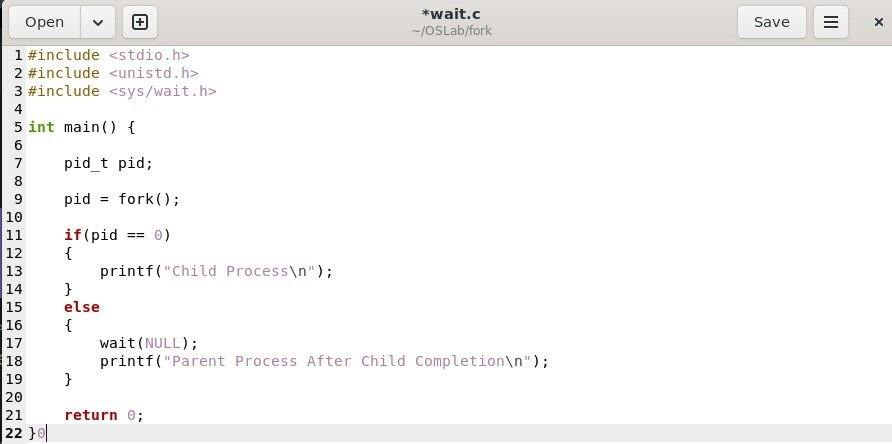 Open
*wait.c
~/OSLab/fork
Save
1 #include <stdio.h>
2 #include <unistd.h>
3 #include <sys/wait.h>
4
5 int main() {
6
7     pid_t pid;
8
9     pid = fork();
10
11     if(pid == 0)
12     {
13         printf("Child Process\n");
14     }
15     else
16     {
17         wait(NULL);
18         printf("Parent Process After Child Completion\n");
19     }
20
21     return 0;
22 }0